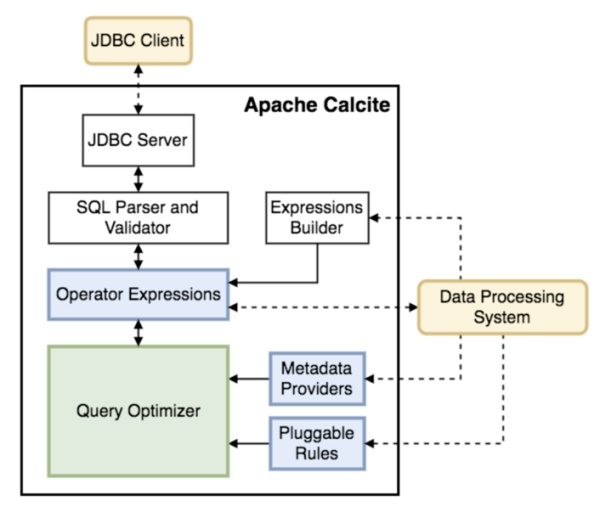 JDBC Client
Apache Calcite
JDBC Server
SQL Parser and
Validator
Expressions
Builder
Operator Expressions
Data Processing
System
Metadata
Providers
Query Optimizer
Pluggable
Rules